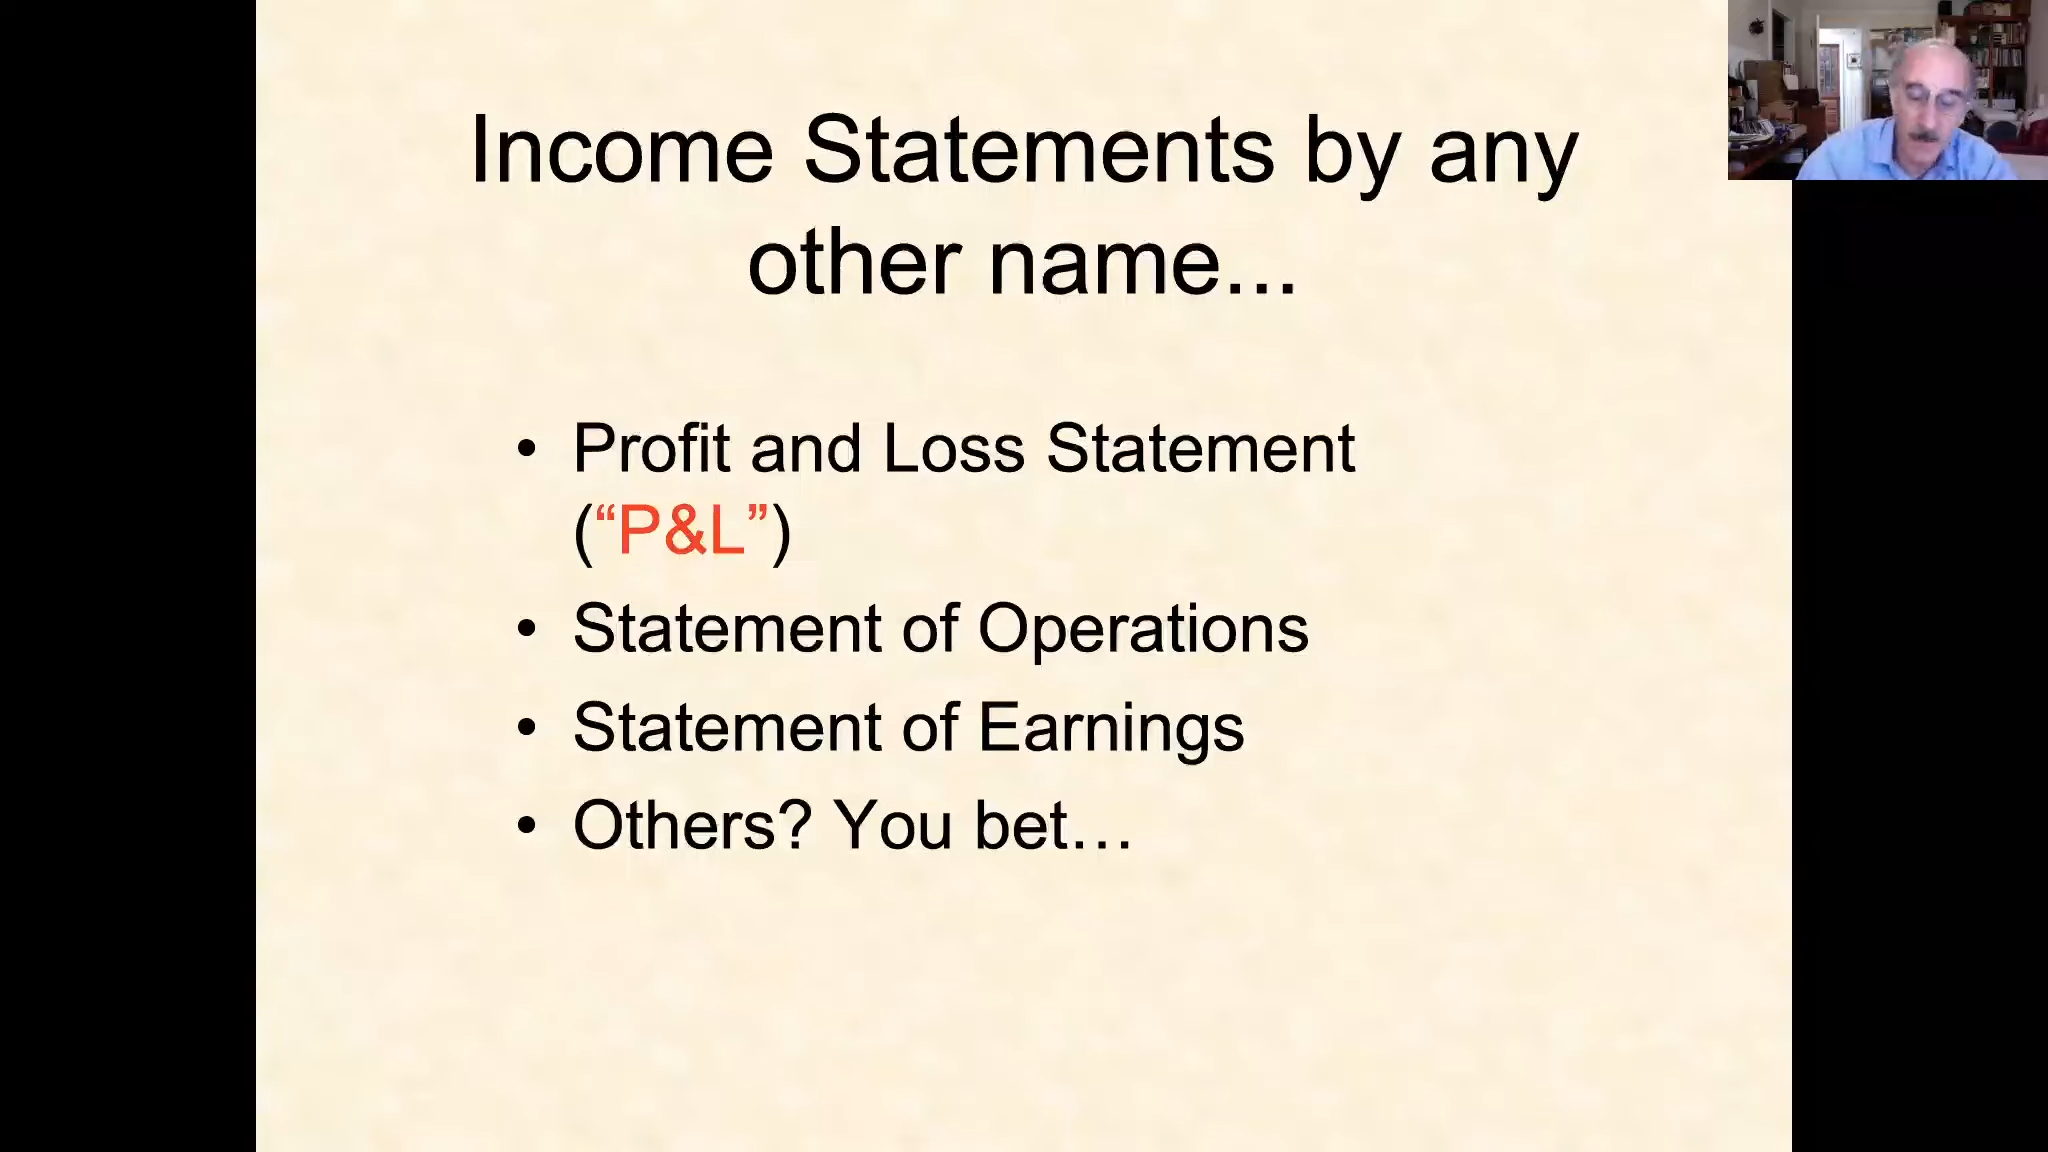 Income Statements by any
other name...
• Profit and Loss Statement
(“P&L”)
• Statement of Operations
• Statement of Earnings
• Others? You bet…